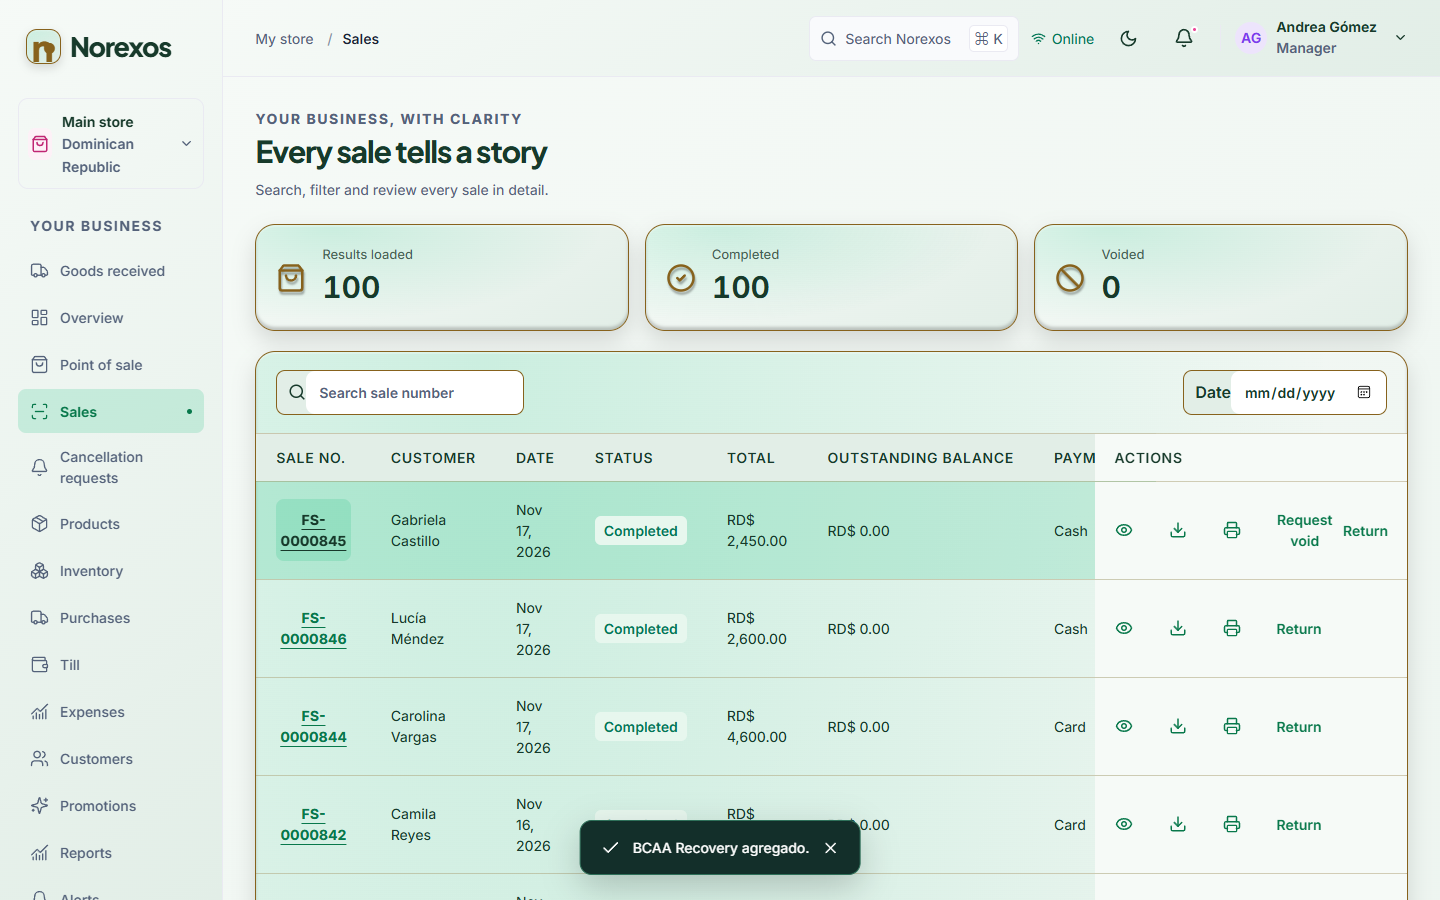 Norexos
My store / Sales
Search Norexos ⌘ K
Online
AG
Andrea Gómez
Manager
Main store
Dominican
Republic
YOUR BUSINESS
Goods received
Overview
Point of sale
Sales
Cancellation
requests
Products
Inventory
Purchases
Till
Expenses
Customers
Promotions
Reports
Alerts
YOUR BUSINESS, WITH CLARITY
Every sale tells a story
Search, filter and review every sale in detail.
Results loaded
100
Completed
100
Voided
0
Search sale number
Date mm/dd/yyyy
SALE NO. CUSTOMER DATE STATUS TOTAL OUTSTANDING BALANCE PAYM ACTIONS
FS-
0000845
Gabriela
Castillo
Nov
17,
2026
Completed
RD$
2,450.00
RD$ 0.00
Cash
Request
void
Return
FS-
0000846
Lucía
Méndez
Nov
17,
2026
Completed
RD$
2,600.00
RD$ 0.00
Cash
Return
FS-
0000844
Carolina
Vargas
Nov
17,
2026
Completed
RD$
4,600.00
RD$ 0.00
Card
Return
FS-
0000842
Camila
Reyes
Nov
16,
2026
RD$
0.00
Card
Return
BCAA Recovery agregado.